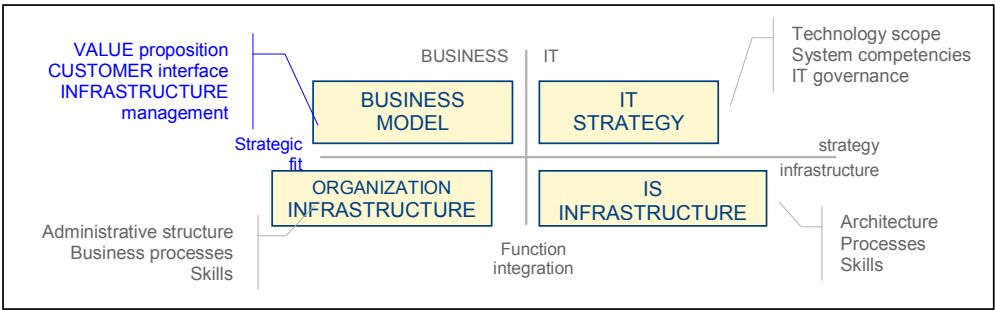 VALUE proposition
CUSTOMER interface
INFRASTRUCTURE
management
BUSINESS
IT
Technology scope
System competencies
IT governance
BUSINESS
MODEL
IT
STRATEGY
Strategic
fit
strategy
infrastructure
ORGANIZATION
INFRASTRUCTURE
IS
INFRASTRUCTURE
Administrative structure
Business processes
Skills
Function
integration
Architecture
Processes
Skills